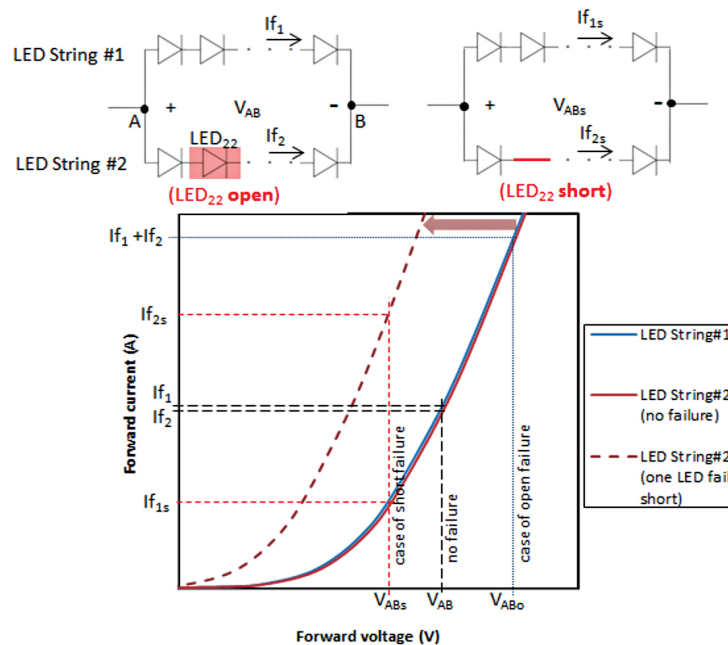 LED String #1
If1
+
VAB
-
A
B
LED22
If2
LED String #2
(LED22 open)
If1s
+
VABs
-
If2s
(LED22 short)
If1 +If2
If2s
If1
If2
If1s
Forward current (A)
case of short failure
no failure
case of open failure
VABs
VAB
VABo
Forward voltage (V)
LED String#1
LED String#2
(no failure)
LED String#2
(one LED fail
short)